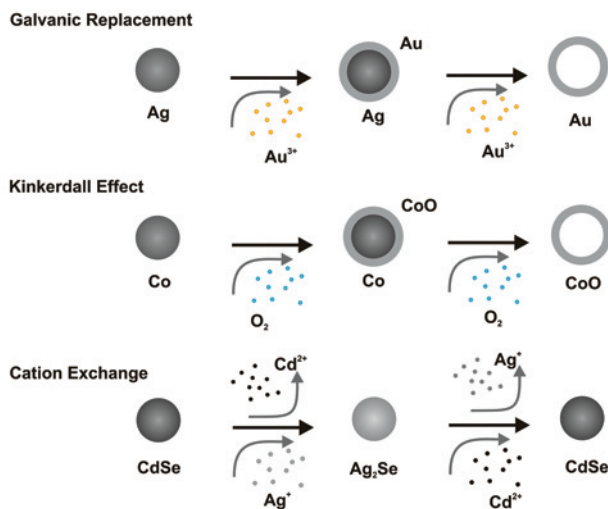 Galvanic Replacement
Au
Ag
Ag
Au
Au³⁺
Au³⁺
Kinkerdall Effect
CoO
Co
Co
CoO
O₂
O₂
Cation Exchange
Cd²⁺
Ag⁺
CdSe
Ag₂Se
CdSe
Ag⁺
Cd²⁺